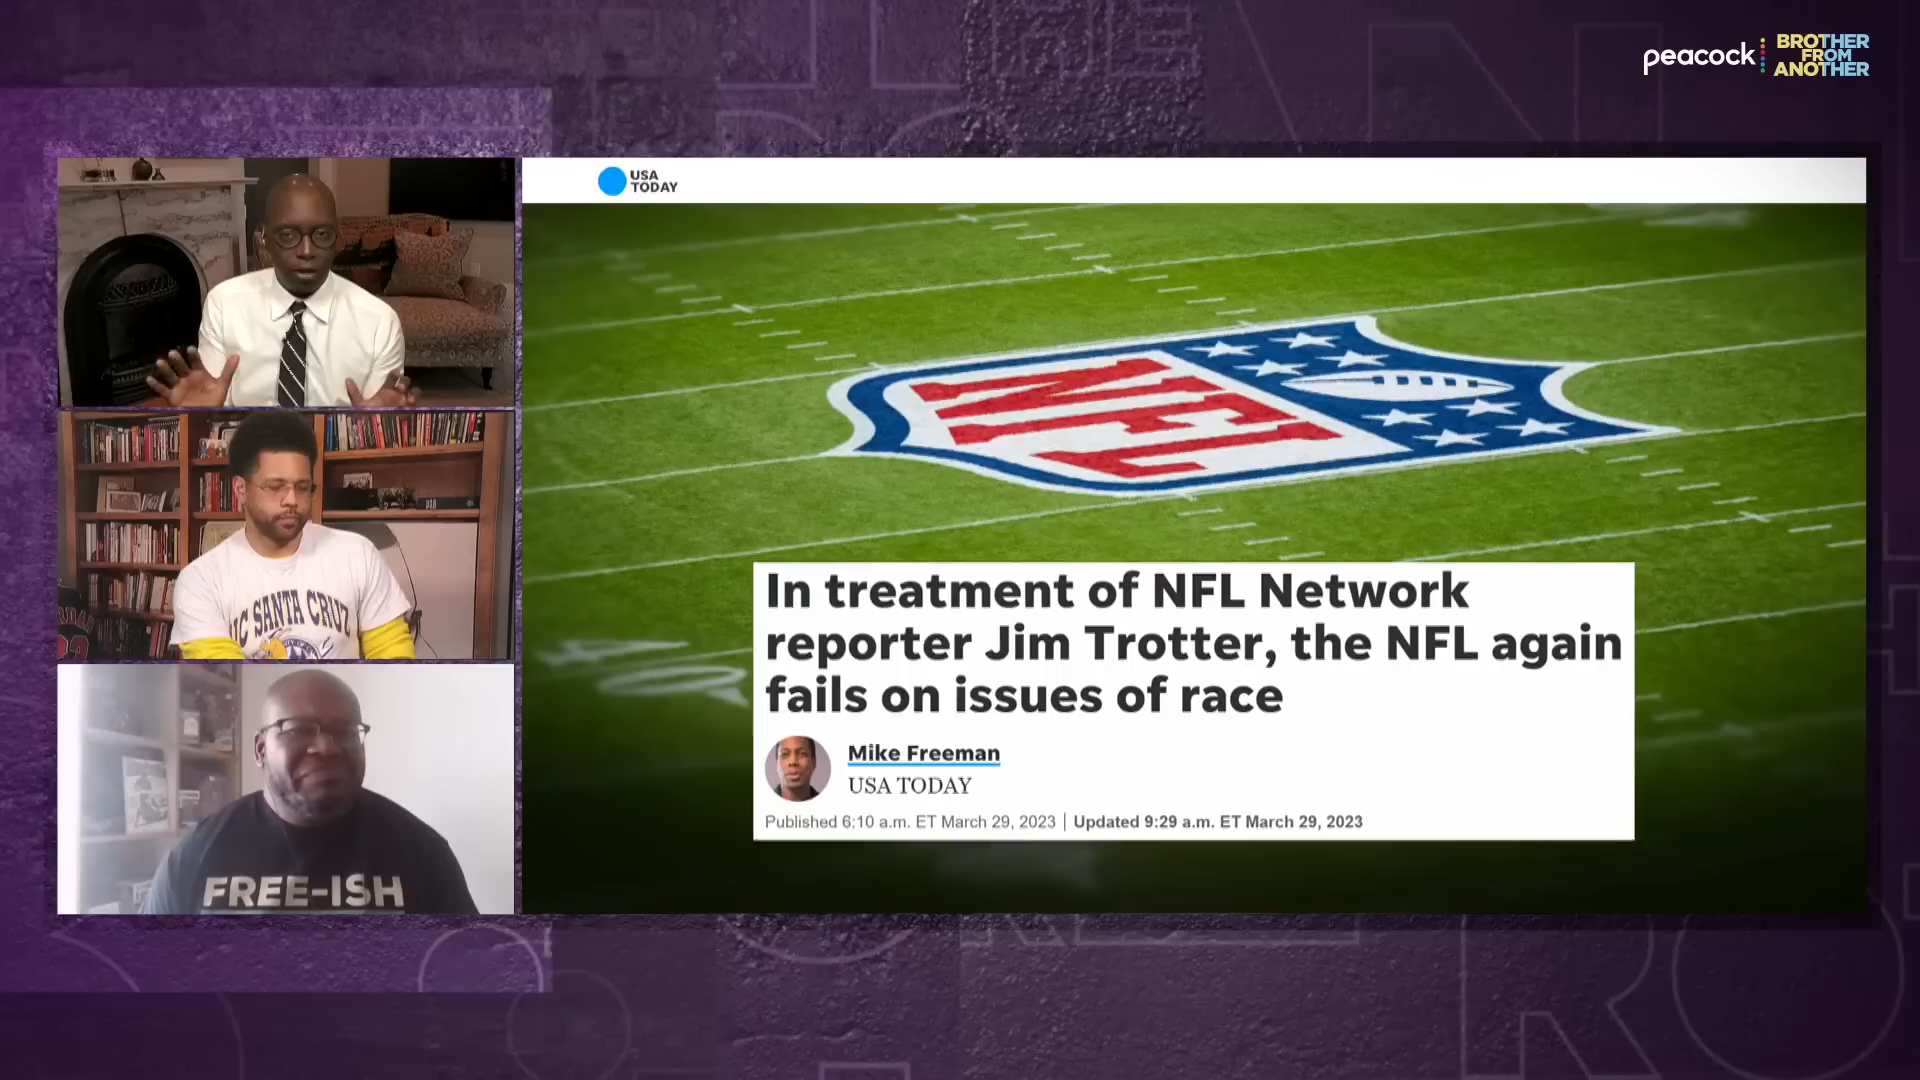 peacock
BROTHER
FROM
ANOTHER
USA
TODAY
NFL
In treatment of NFL Network
reporter Jim Trotter, the NFL again
fails on issues of race
Mike Freeman
USA TODAY
Published 6:10 a.m. ET March 29, 2023 | Updated 9:29 a.m. ET March 29, 2023
UC SANTA CRUZ
FREE-ISH